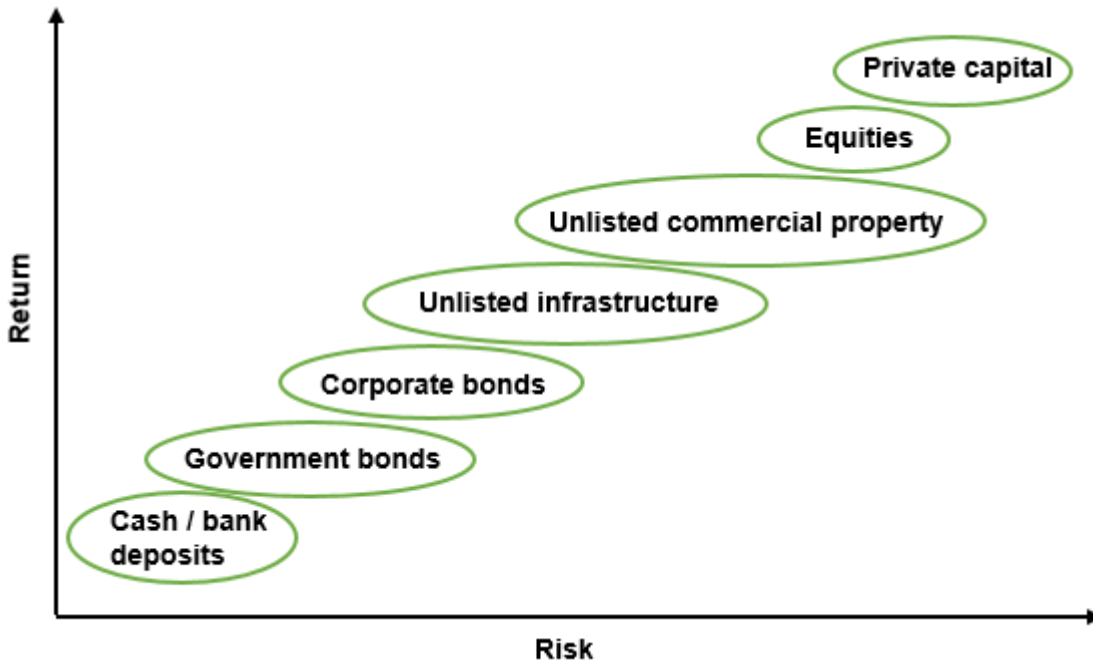 Private capital
Equities
Unlisted commercial property
Unlisted infrastructure
Corporate bonds
Government bonds
Cash / bank
deposits
Return
Risk